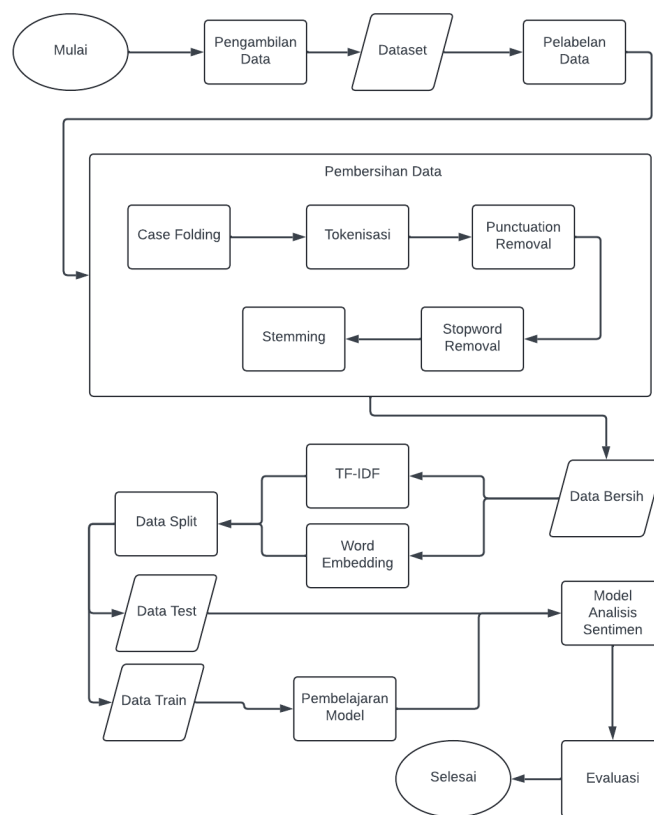 Mulai
Pengambilan
Data
Dataset
Pelabelan
Data
Pembersihan Data
Case Folding
Tokenisasi
Punctuation
Removal
Stemming
Stopword
Removal
TF-IDF
Data Bersih
Data Split
Word
Embedding
Data Test
Model
Analisis
Sentimen
Data Train
Pembelajaran
Model
Selesai
Evaluasi